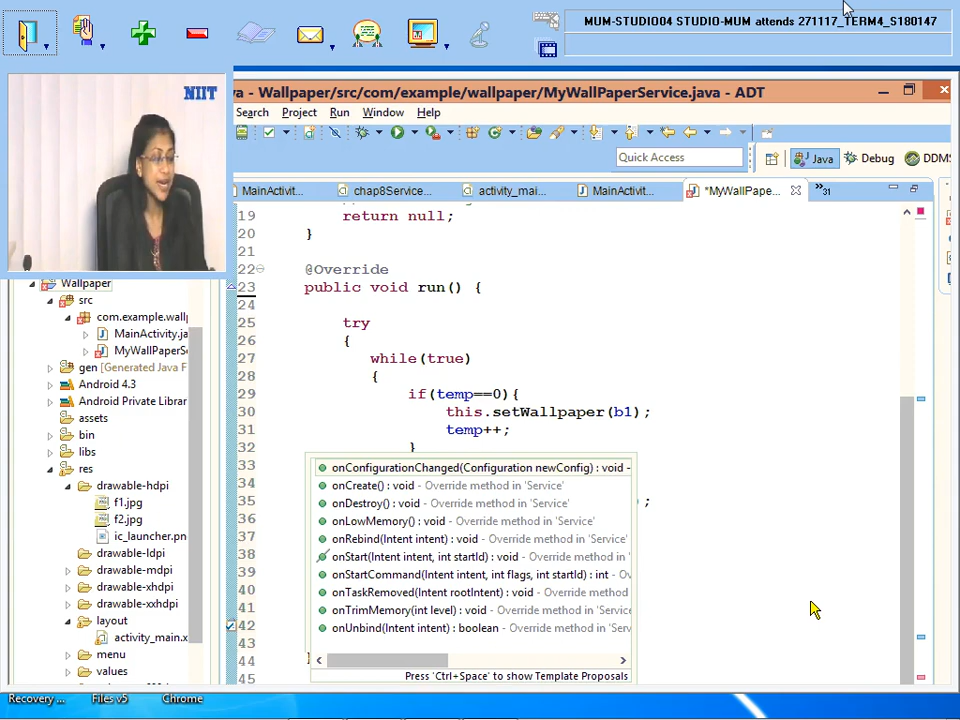 MUM-STUDIO04 STUDIO-MUM attends 271117_TERM4_S180147
NIIT
va - Wallpaper/src/com/example/wallpaper/MyWallPaperService.java - ADT
Search Project Run Window Help
Quick Access
Java
Debug
DDMS
MainActivit...
chap8Service...
activity_mai...
MainActivit...
*MyWallPape...
»31
19 return null;
20 }
21
22 @Override
23 public void run() {
24
25 try
26 {
27 while(true)
28 {
29 if(temp==0){
30 this.setWallpaper(b1);
31 temp++;
32 }
33
34
35 ;
36
37
38
39
40
41
42
43
44
onConfigurationChanged(Configuration newConfig) : void -
onCreate() : void - Override method in 'Service'
onDestroy() : void - Override method in 'Service'
onLowMemory() : void - Override method in 'Service'
onRebind(Intent intent) : void - Override method in 'Service'
onStart(Intent intent, int startId) : void - Override method in '
onStartCommand(Intent intent, int flags, int startId) : int - Ov
onTaskRemoved(Intent rootIntent) : void - Override method
onTrimMemory(int level) : void - Override method in 'Service
onUnbind(Intent intent) : boolean - Override method in 'Serv
Press 'Ctrl+Space' to show Template Proposals
Wallpaper
src
com.example.wallp
MainActivity.ja
MyWallPaperSe
gen [Generated Java F
Android 4.3
Android Private Librar
assets
bin
libs
res
drawable-hdpi
f1.jpg
f2.jpg
ic_launcher.pn
drawable-ldpi
drawable-mdpi
drawable-xhdpi
drawable-xxhdpi
layout
activity_main.x
menu
values
Recovery ...
Files v5
Chrome